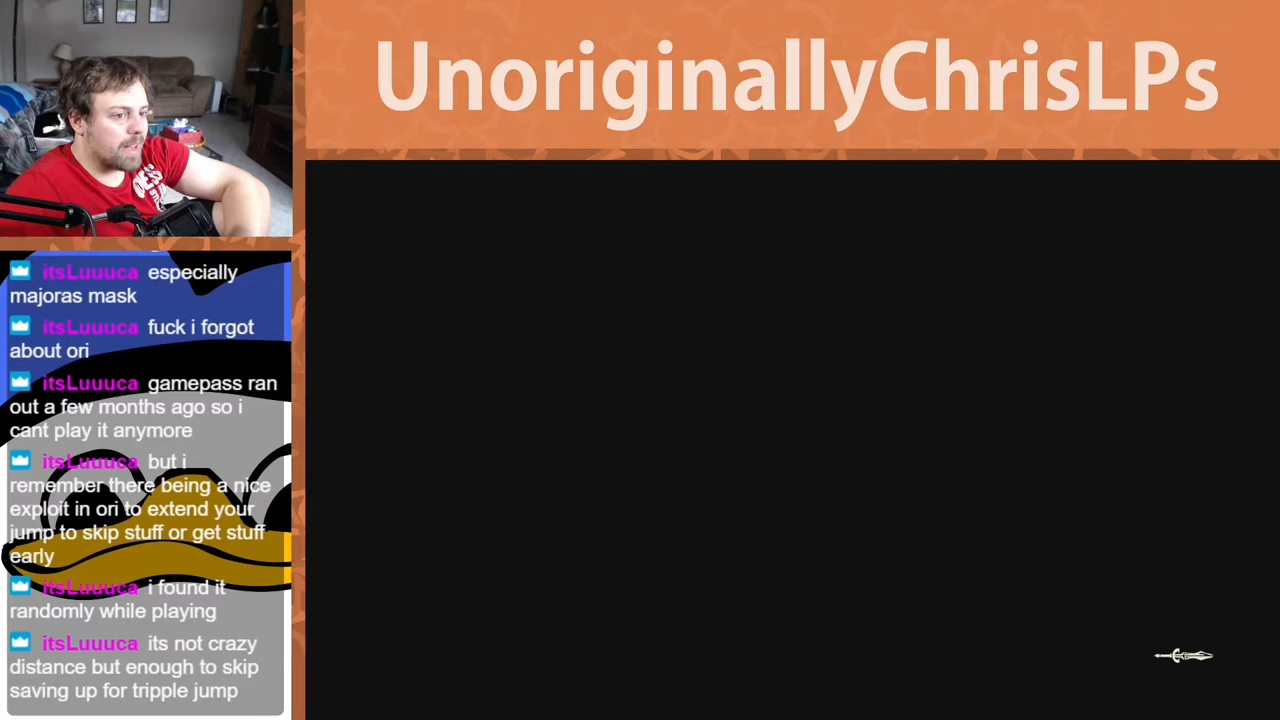 UnoriginallyChrisLPs
itsLuuuca especially
majoras mask
itsLuuuca fuck i forgot
about ori
itsLuuuca gamepass ran
out a few months ago so i
cant play it anymore
itsLuuuca but i
remember there being a nice
exploit in ori to extend your
jump to skip stuff or get stuff
early
itsLuuuca i found it
randomly while playing
itsLuuuca its not crazy
distance but enough to skip
saving up for tripple jump